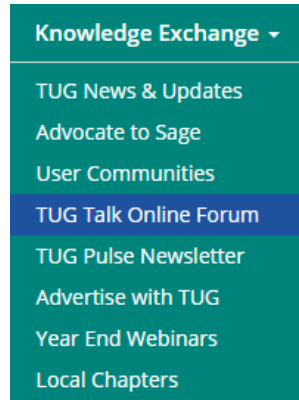 Knowledge Exchange
TUG News & Updates
Advocate to Sage
User Communities
TUG Talk Online Forum
TUG Pulse Newsletter
Advertise with TUG
Year End Webinars
Local Chapters